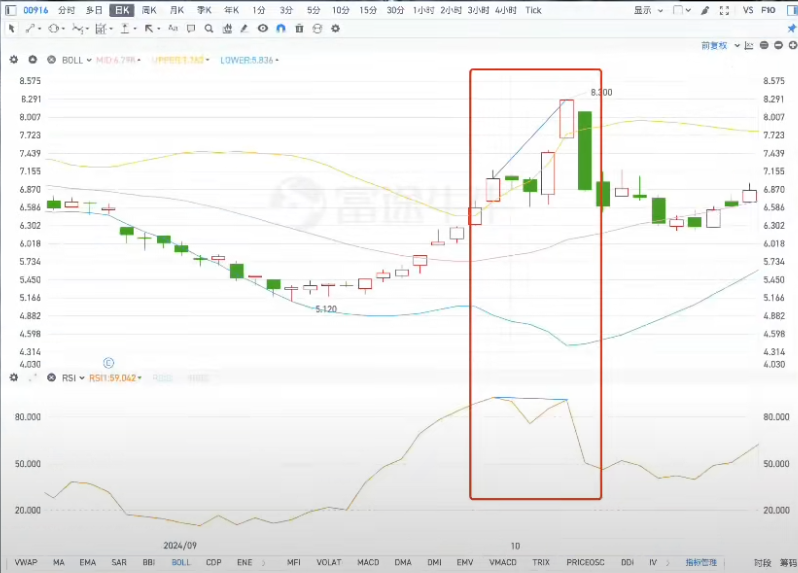 00916 分时 多日 日K 周K 月K 季K 年K 1分 3分 5分 10分 15分 30分 1小时 2小时 3小时 4小时 Tick 显示 VS F10
Aa
前复权
BOLL LOWER:5.836
8.575 8.575
8.291 8.300 8.291
8.007 8.007
7.723 7.723
7.439 7.439
7.155 7.155
6.870 6.870
富途牛牛
6.586 6.586
6.302 6.302
6.018 6.018
5.734 5.734
5.450 5.450
5.166 5.166
5.120
4.882 4.882
4.598 4.598
4.314 4.314
4.030 4.030
RSI RSI1:59.042
80.000 80.000
50.000 50.000
20.000 20.000
2024/09 10
VWAP MA EMA SAR BBI BOLL CDP ENE MFI VOLAT MACD DMA DMI EMV VMACD TRIX PRICEOSC DDI IV 指标管理 时段 筹码